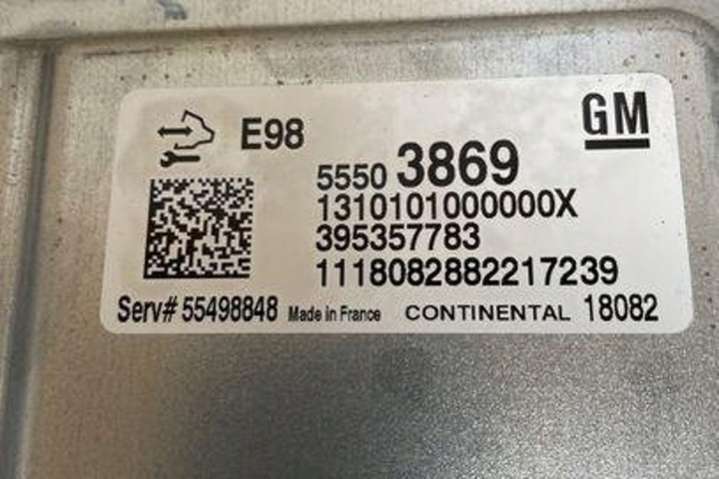 E98
GM
5550 3869
1310101000000X
395357783
1118082882217239
Serv# 55498848 Made in France CONTINENTAL 18082